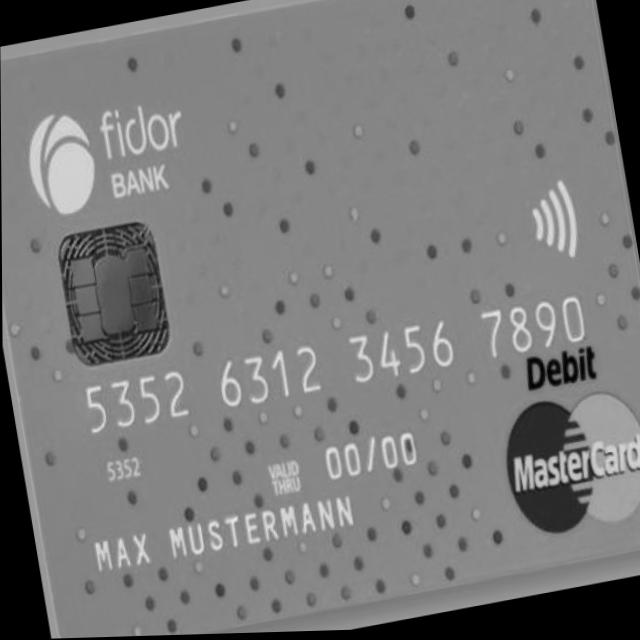 fidor
BANK
5352 6312 3456 7890
Debit
5352
VALID
THRU
00/00
MasterCard
MAX MUSTERMANN